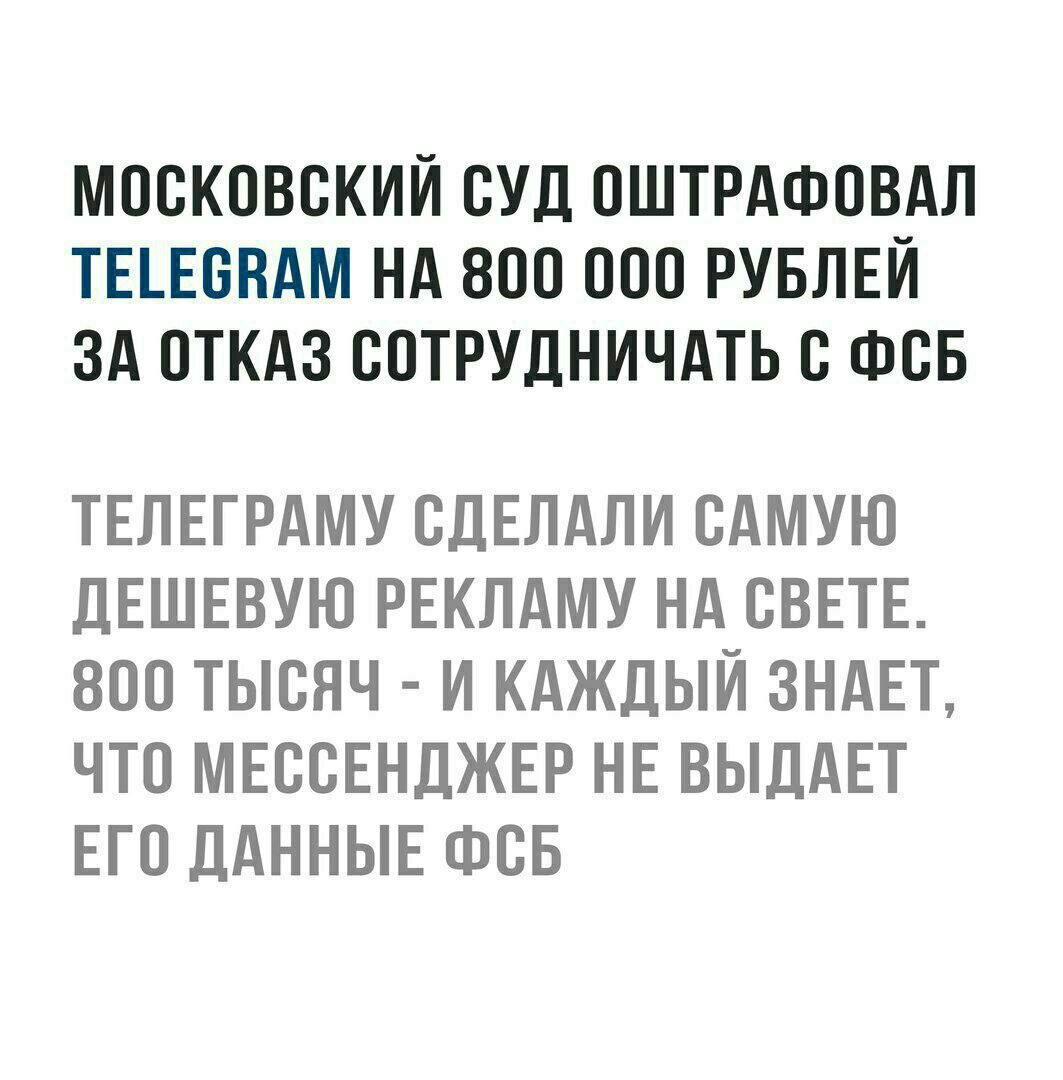 МОСКОВСКИЙ СУД ОШТРАФОВАЛ
TELEGRAM НА 800 000 РУБЛЕЙ
ЗА ОТКАЗ СОТРУДНИЧАТЬ С ФСБ
ТЕЛЕГРАМУ СДЕЛАЛИ САМУЮ
ДЕШЕВУЮ РЕКЛАМУ НА СВЕТЕ.
800 ТЫСЯЧ - И КАЖДЫЙ ЗНАЕТ,
ЧТО МЕССЕНДЖЕР НЕ ВЫДАЕТ
ЕГО ДАННЫЕ ФСБ